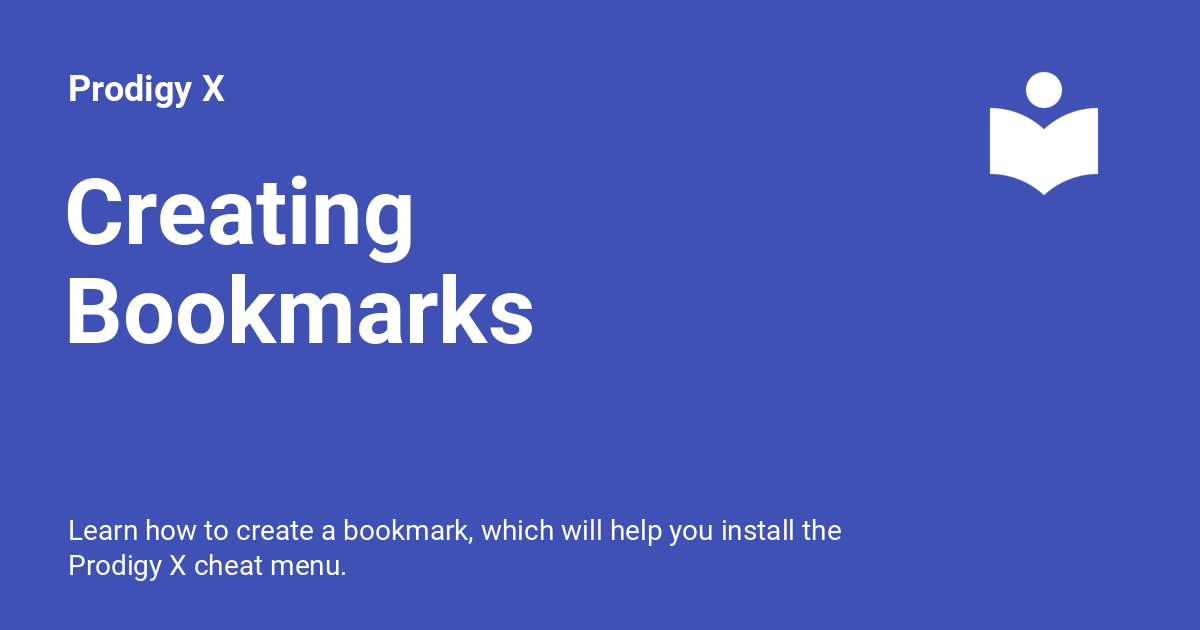 Prodigy X
Creating
Bookmarks
Learn how to create a bookmark, which will help you install the
Prodigy X cheat menu.